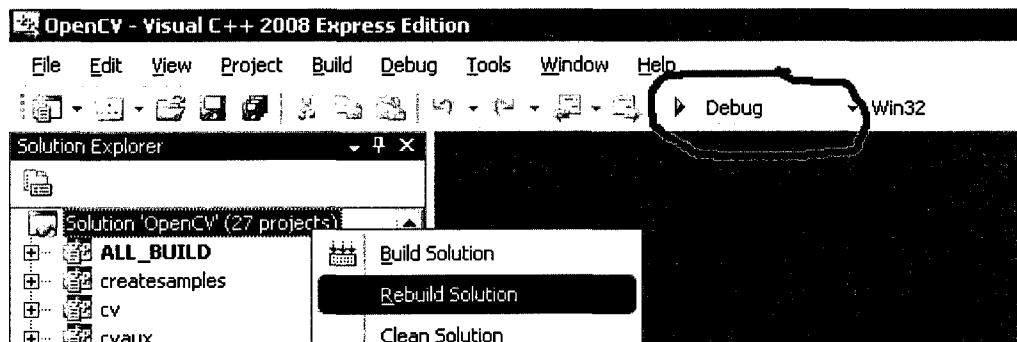 OpenCV - Visual C++ 2008 Express Edition
File Edit View Project Build Debug Tools Window Help
Debug Win32
Solution Explorer
Solution 'OpenCV' (27 projects)
ALL_BUILD
createsamples
cv
cvaux
Build Solution
Rebuild Solution
Clean Solution